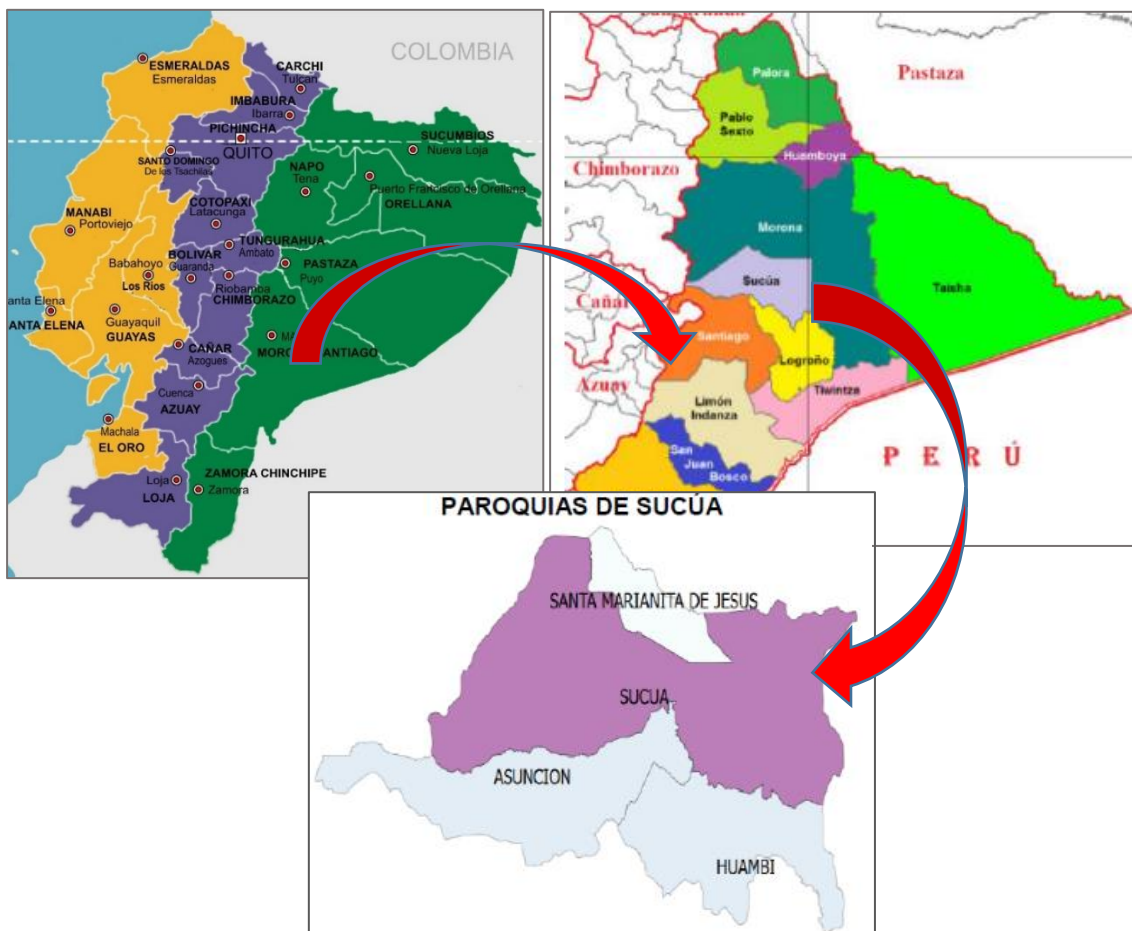 COLOMBIA
ESMERALDAS
Esmeraldas
CARCHI
Tulcan
IMBABURA
Ibarra
PICHINCHA
QUITO
SUCUMBIOS
Nueva Loja
SANTO DOMINGO
De los Tsachilas
NAPO
Tena
Puerto Francisco de Orellana
ORELLANA
COTOPAXI
Latacunga
MANABI
Portoviejo
TUNGURAHUA
Ambato
BOLIVAR
Guaranda
PASTAZA
Puyo
Babahoyo
Los Rios
Riobamba
CHIMBORAZO
anta Elena
ANTA ELENA
Guayaquil
GUAYAS
CAÑAR
Azogues
Cuenca
AZUAY
Machala
EL ORO
ZAMORA CHINCHIPE
Loja
LOJA
Zamora
Palora
Pastaza
Pablo
Sexto
Huamboya
Chimborazo
Morona
Sucúa
Taisha
Cañar
Santiago
Logroño
Azuay
Tiwintza
Limón
Indanza
San
Juan
Bosco
PERÚ
PAROQUIAS DE SUCÚA
SANTA MARIANITA DE JESUS
SUCUA
ASUNCION
HUAMBI